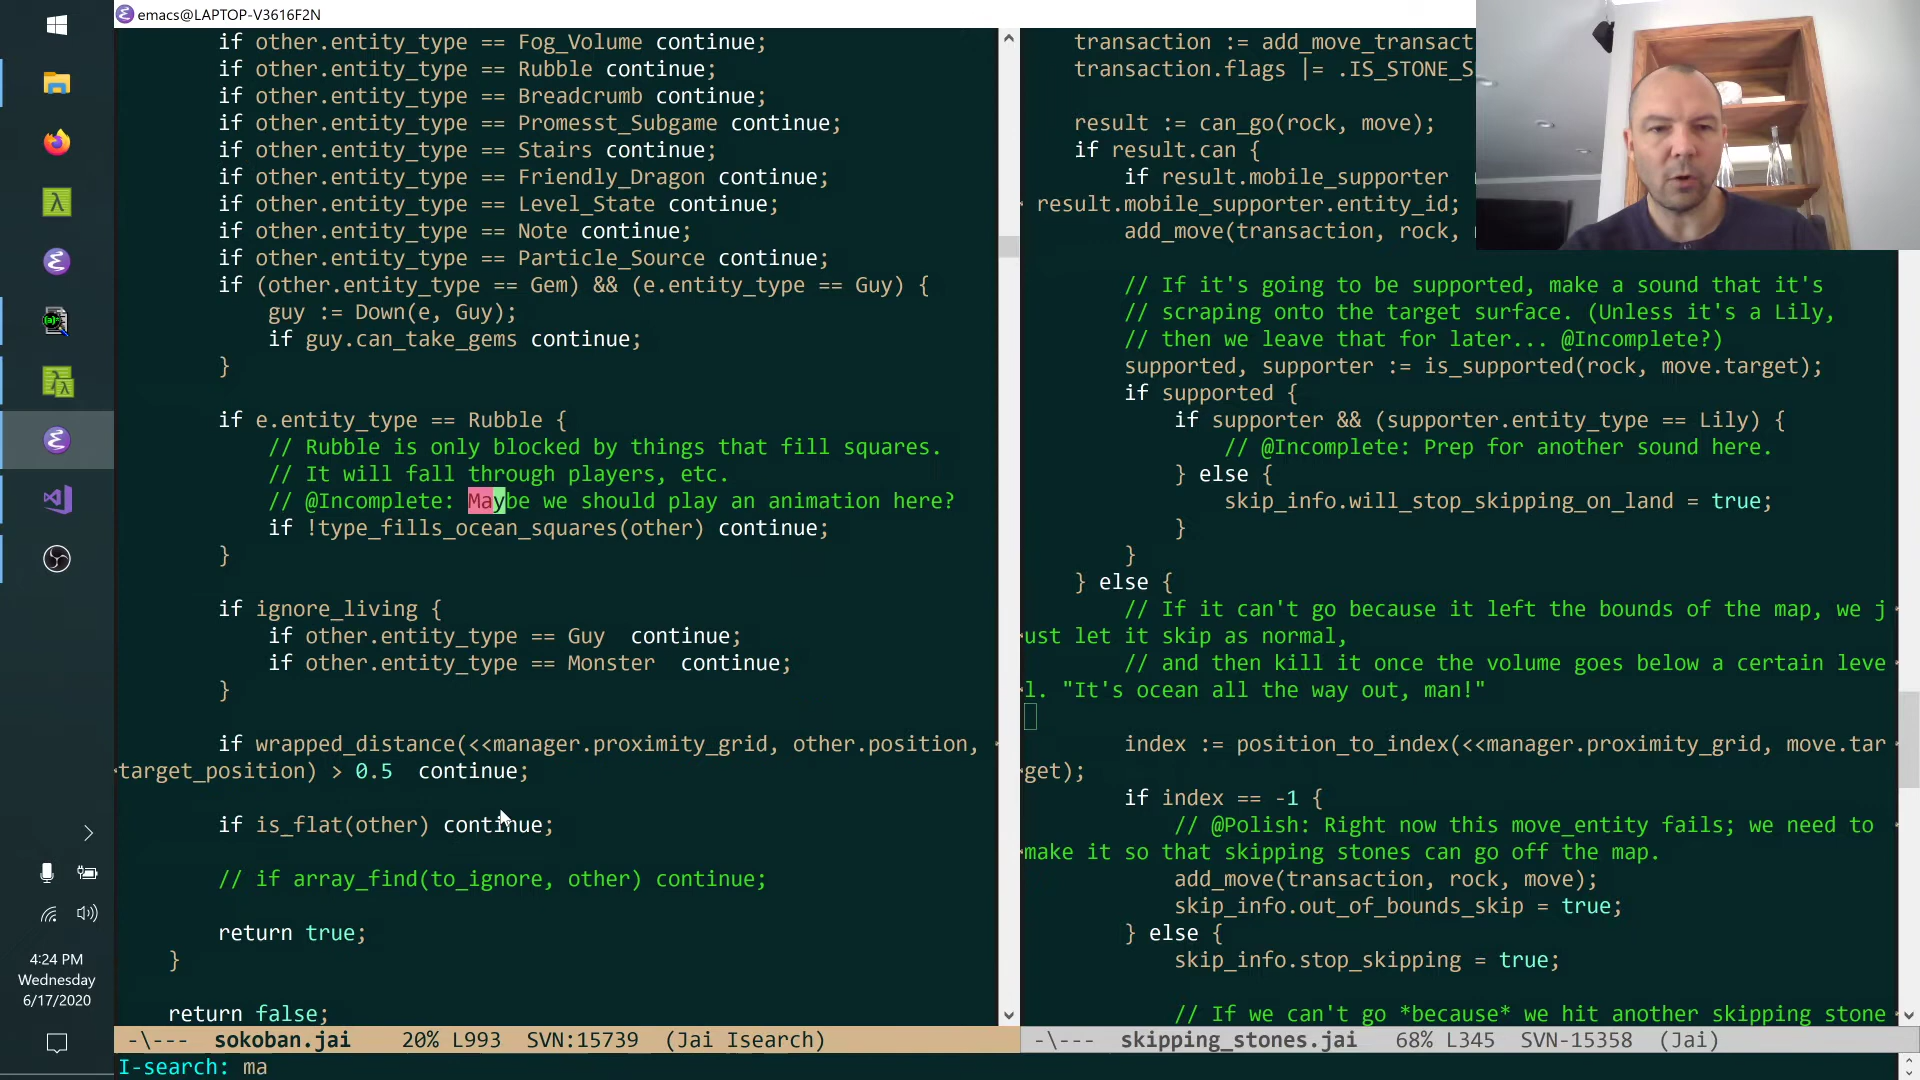 emacs@LAPTOP-V3616F2N
if other.entity_type == Fog_Volume continue;
if other.entity_type == Rubble continue;
if other.entity_type == Breadcrumb continue;
if other.entity_type == Promesst_Subgame continue;
if other.entity_type == Stairs continue;
if other.entity_type == Friendly_Dragon continue;
if other.entity_type == Level_State continue;
if other.entity_type == Note continue;
if other.entity_type == Particle_Source continue;
if (other.entity_type == Gem) && (e.entity_type == Guy) {
guy := Down(e, Guy);
if guy.can_take_gems continue;
}
if e.entity_type == Rubble {
// Rubble is only blocked by things that fill squares.
// It will fall through players, etc.
// @Incomplete: Maybe we should play an animation here?
if !type_fills_ocean_squares(other) continue;
}
if ignore_living {
if other.entity_type == Guy  continue;
if other.entity_type == Monster  continue;
}
if wrapped_distance(<<manager.proximity_grid, other.position,
target_position) > 0.5  continue;
if is_flat(other) continue;
// if array_find(to_ignore, other) continue;
return true;
}
return false;
-\---  sokoban.jai    20% L993  SVN:15739  (Jai Isearch)
I-search: ma
transaction := add_move_transact
transaction.flags |= .IS_STONE_S
result := can_go(rock, move);
if result.can {
if result.mobile_supporter
result.mobile_supporter.entity_id;
add_move(transaction, rock,
// If it's going to be supported, make a sound that it's
// scraping onto the target surface. (Unless it's a Lily,
// then we leave that for later... @Incomplete?)
supported, supporter := is_supported(rock, move.target);
if supported {
if supporter && (supporter.entity_type == Lily) {
// @Incomplete: Prep for another sound here.
} else {
skip_info.will_stop_skipping_on_land = true;
}
}
} else {
// If it can't go because it left the bounds of the map, we j
ust let it skip as normal,
// and then kill it once the volume goes below a certain leve
l. "It's ocean all the way out, man!"
index := position_to_index(<<manager.proximity_grid, move.tar
get);
if index == -1 {
// @Polish: Right now this move_entity fails; we need to
make it so that skipping stones can go off the map.
add_move(transaction, rock, move);
skip_info.out_of_bounds_skip = true;
} else {
skip_info.stop_skipping = true;
// If we can't go *because* we hit another skipping stone
-\---  skipping_stones.jai   68% L345  SVN-15358  (Jai)
4:24 PM
Wednesday
6/17/2020